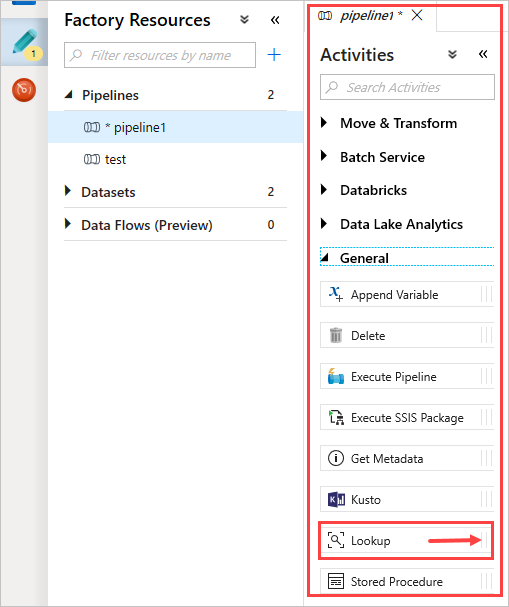 1
Factory Resources
Filter resources by name
Pipelines 2
* pipeline1
test
Datasets 2
Data Flows (Preview) 0
pipeline1 *
Activities
Search Activities
Move & Transform
Batch Service
Databricks
Data Lake Analytics
General
Append Variable
Delete
Execute Pipeline
Execute SSIS Package
Get Metadata
Kusto
Lookup
Stored Procedure